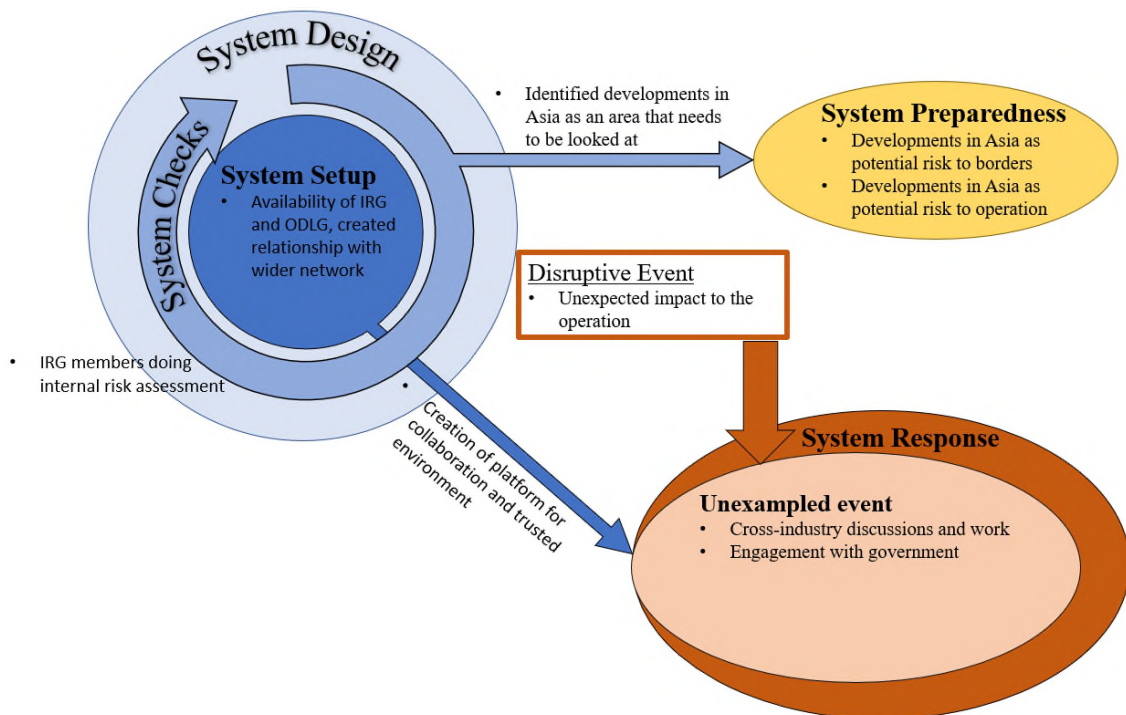 System Design
System Checks
System Setup
• Availability of IRG
and ODLG, created
relationship with
wider network
• IRG members doing
internal risk assessment
• Identified developments in
Asia as an area that needs
to be looked at
System Preparedness
• Developments in Asia as
potential risk to borders
• Developments in Asia as
potential risk to operation
Disruptive Event
• Unexpected impact to the
operation
• Creation of platform for
collaboration and trusted
environment
System Response
Unexampled event
• Cross-industry discussions and work
• Engagement with government